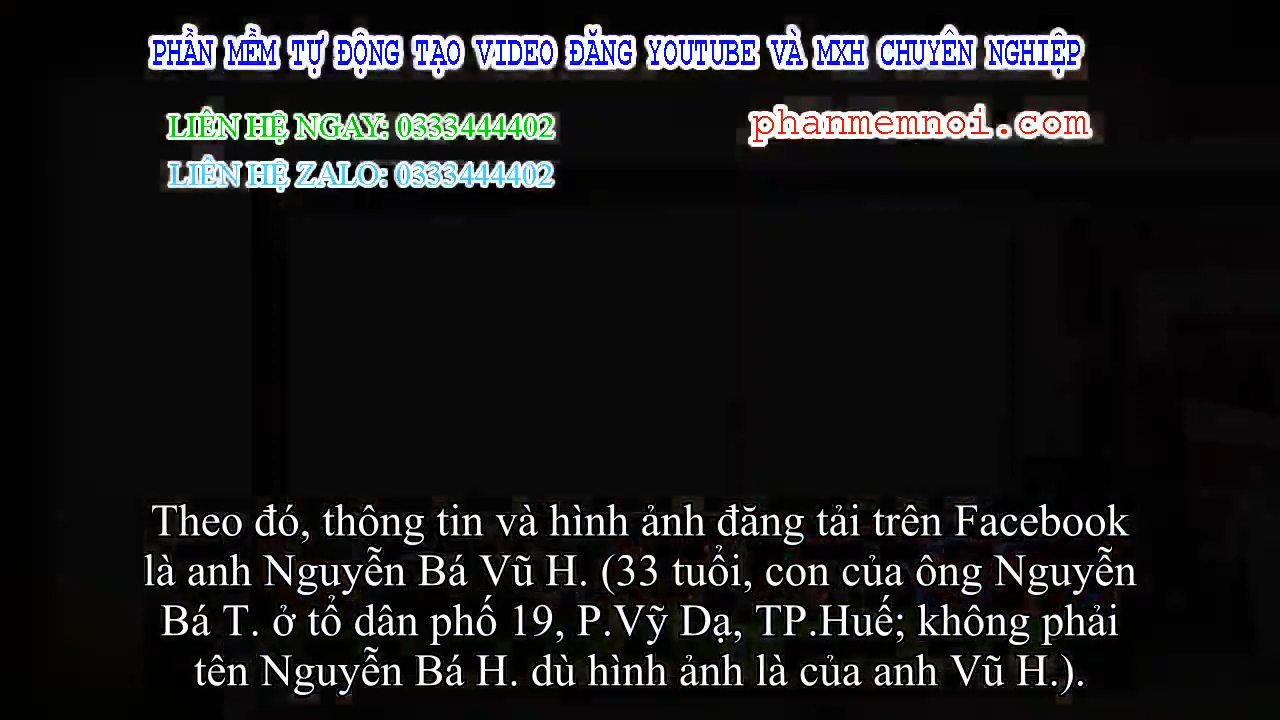 PHẦN MỀM TỰ ĐỘNG TẠO VIDEO ĐĂNG YOUTUBE VÀ MXH CHUYÊN NGHIỆP
LIÊN HỆ NGAY: 0333444402
phanmemnoi.com
LIÊN HỆ ZALO: 0333444402
Theo đó, thông tin và hình ảnh đăng tải trên Facebook
là anh Nguyễn Bá Vũ H. (33 tuổi, con của ông Nguyễn
Bá T. ở tổ dân phố 19, P.Vỹ Dạ, TP.Huế; không phải
tên Nguyễn Bá H. dù hình ảnh là của anh Vũ H.).